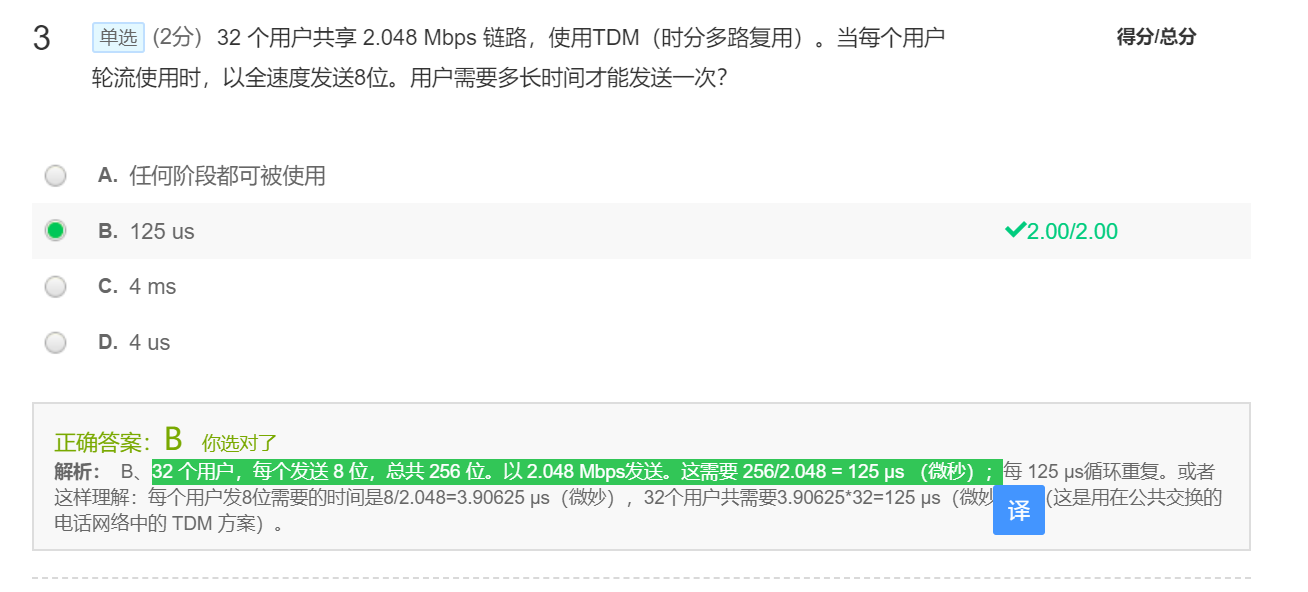 3 单选 (2分) 32 个用户共享 2.048 Mbps 链路，使用TDM（时分多路复用）。当每个用户 得分/总分
轮流使用时，以全速度发送8位。用户需要多长时间才能发送一次？
A. 任何阶段都可被使用
B. 125 us 2.00/2.00
C. 4 ms
D. 4 us
正确答案：B 你选对了
解析： B、32 个用户，每个发送 8 位，总共 256 位。以 2.048 Mbps发送。这需要 256/2.048 = 125 μs （微秒）；每 125 μs循环重复。或者
这样理解：每个用户发8位需要的时间是8/2.048=3.90625 μs（微妙），32个用户共需要3.90625*32=125 μs（微妙 译 (这是用在公共交换的
电话网络中的 TDM 方案）。